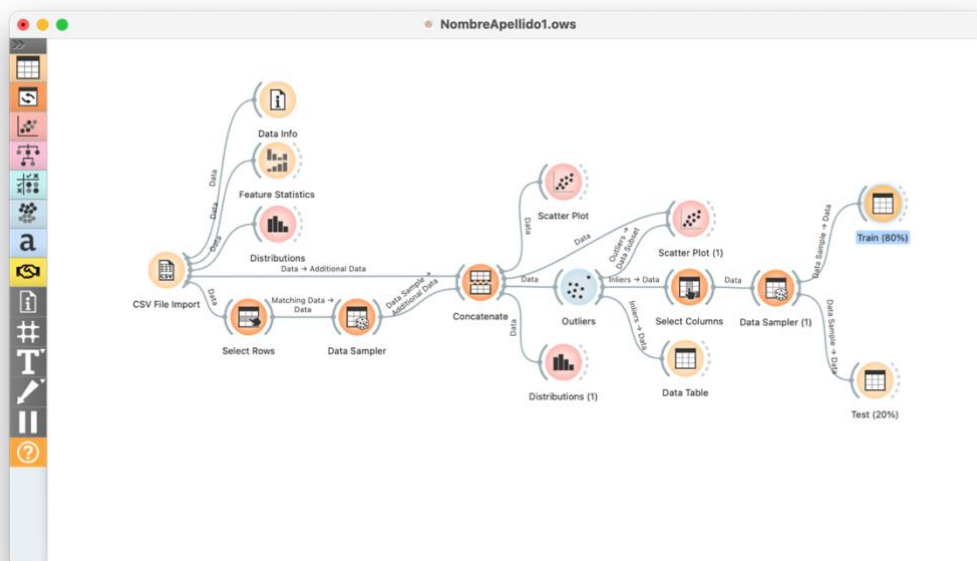 NombreApellido1.ows
Data Info
Data
Feature Statistics
Data
Distributions
Data
Data → Additional Data
CSV File Import
Data
Select Rows
Matching Data →
Data
Data Sampler
Data Sample →
Additional Data
Concatenate
Data
Scatter Plot
Data
Outliers →
Data Subset
Scatter Plot (1)
Data
Outliers
Inliers → Data
Select Columns
Data
Data Sampler (1)
Data
Distributions (1)
Inliers → Data
Data Table
Data Sample → Data
Train (80%)
Data Sample → Data
Test (20%)
a
T
?